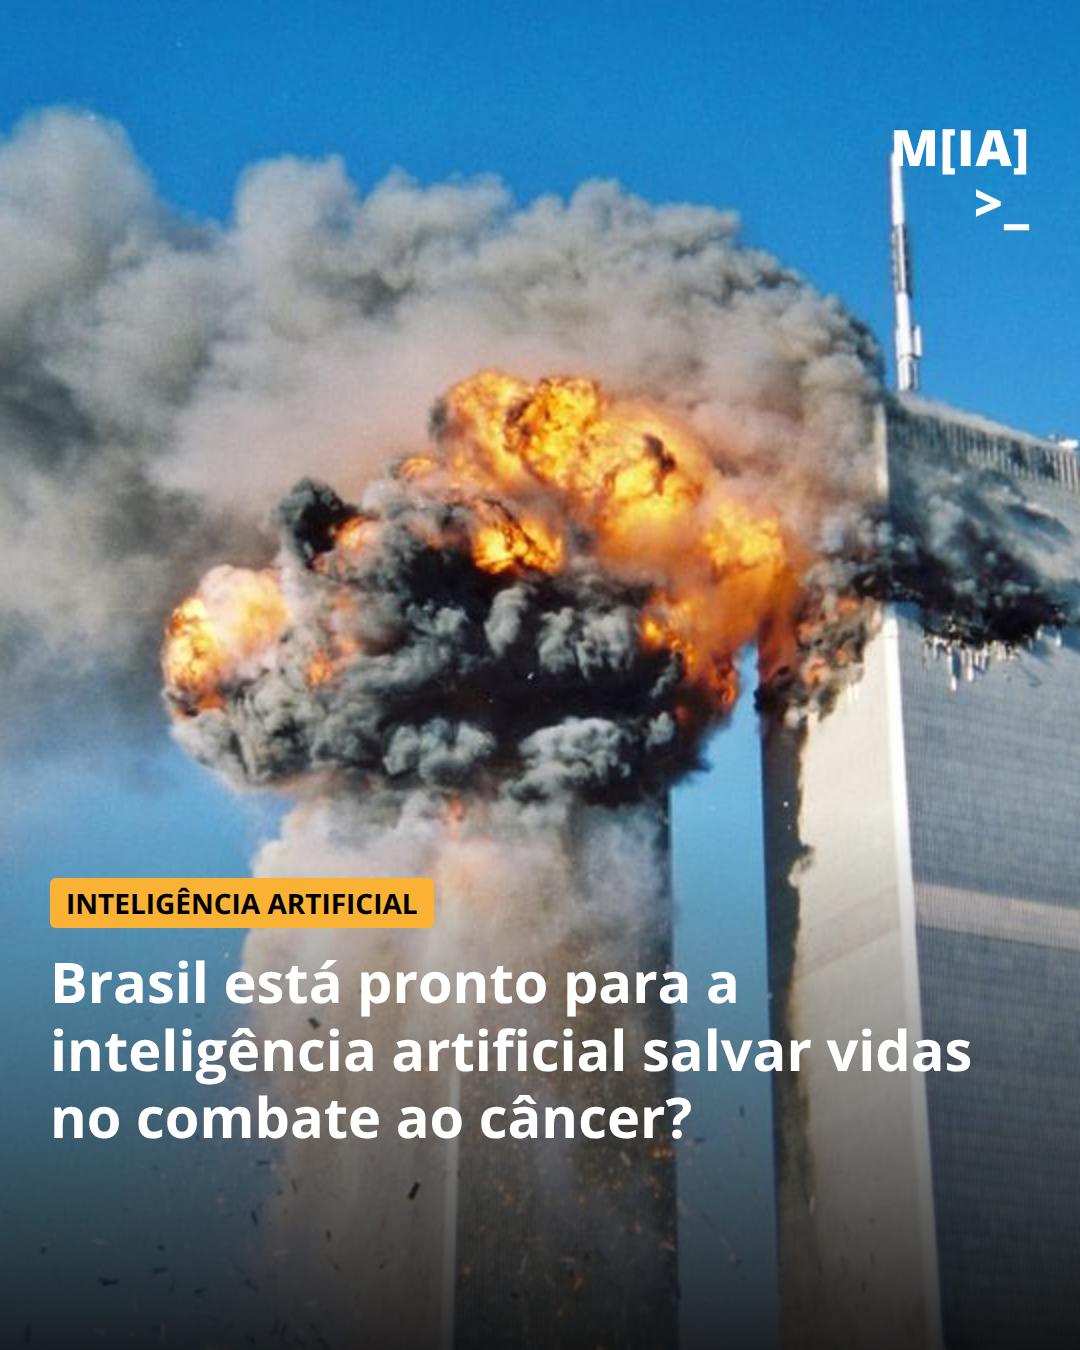 M[IA]
>_
INTELIGÊNCIA ARTIFICIAL
Brasil está pronto para a
inteligência artificial salvar vidas
no combate ao câncer?